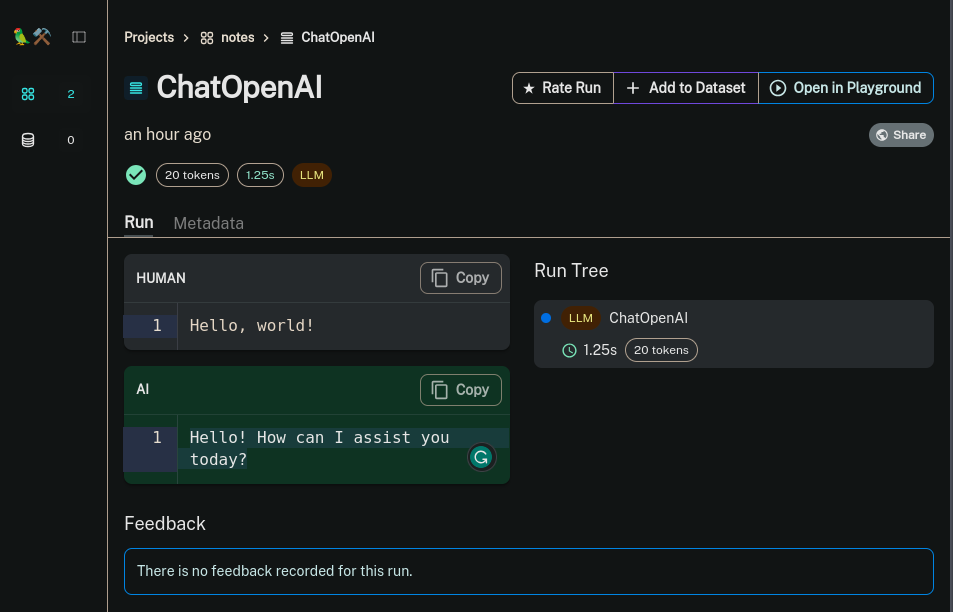 Projects > notes > ChatOpenAI
2
ChatOpenAI
Rate Run
Add to Dataset
Open in Playground
0
an hour ago
Share
20 tokens
1.25s
LLM
Run
Metadata
HUMAN
Copy
1
Hello, world!
AI
Copy
1
Hello! How can I assist you
today?
Run Tree
LLM
ChatOpenAI
1.25s
20 tokens
Feedback
There is no feedback recorded for this run.